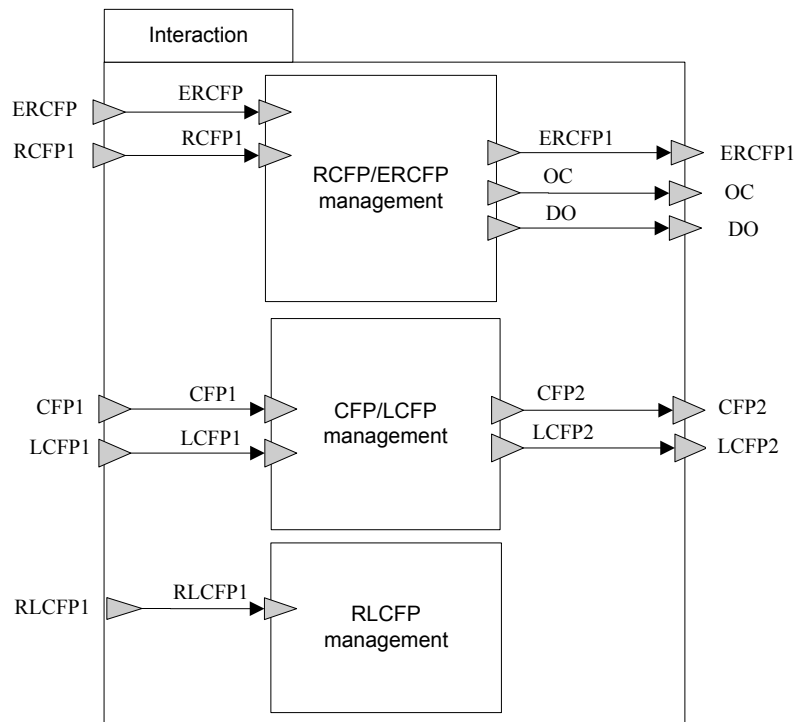 Interaction
ERCFP
ERCFP
RCFP1
RCFP1
RCFP/ERCFP
management
ERCFP1
ERCFP1
OC
OC
DO
DO
CFP1
CFP1
LCFP1
LCFP1
CFP/LCFP
management
CFP2
CFP2
LCFP2
LCFP2
RLCFP1
RLCFP1
RLCFP
management